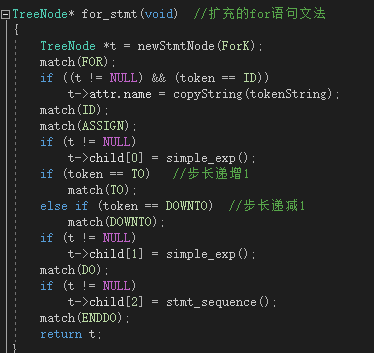 TreeNode* for_stmt(void)  //扩充的for语句文法
{
    TreeNode *t = newStmtNode(ForK);
    match(FOR);
    if ((t != NULL) && (token == ID))
        t->attr.name = copyString(tokenString);
    match(ID);
    match(ASSIGN);
    if (t != NULL)
        t->child[0] = simple_exp();
    if (token == TO)   //步长递增1
        match(TO);
    else if (token == DOWNTO)  //步长递减1
        match(DOWNTO);
    if (t != NULL)
        t->child[1] = simple_exp();
    match(DO);
    if (t != NULL)
        t->child[2] = stmt_sequence();
    match(ENDDO);
    return t;
}